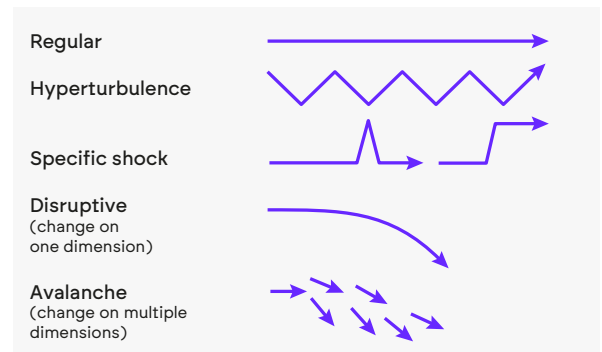 Regular
Hyperturbulence
Specific shock
Disruptive
(change on
one dimension)
Avalanche
(change on multiple
dimensions)